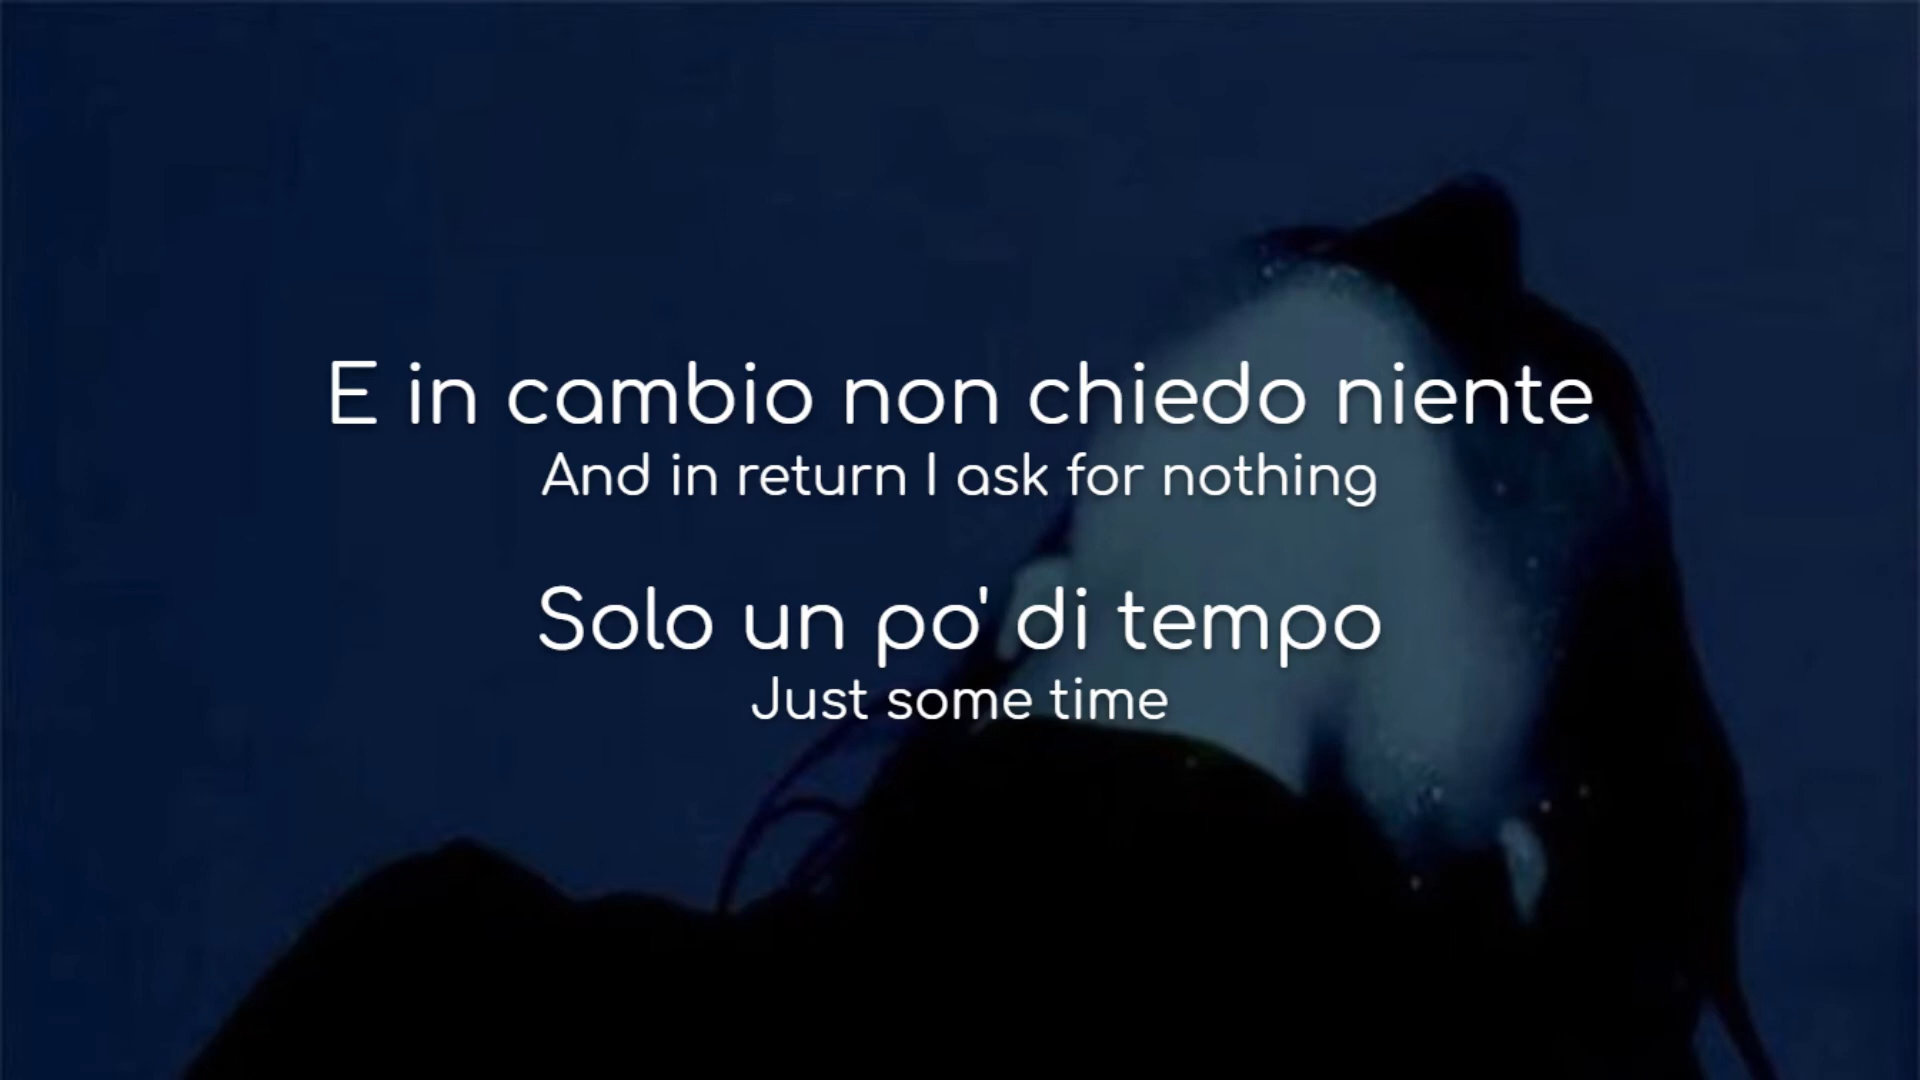 E in cambio non chiedo niente
And in return I ask for nothing
Solo un po' di tempo
Just some time